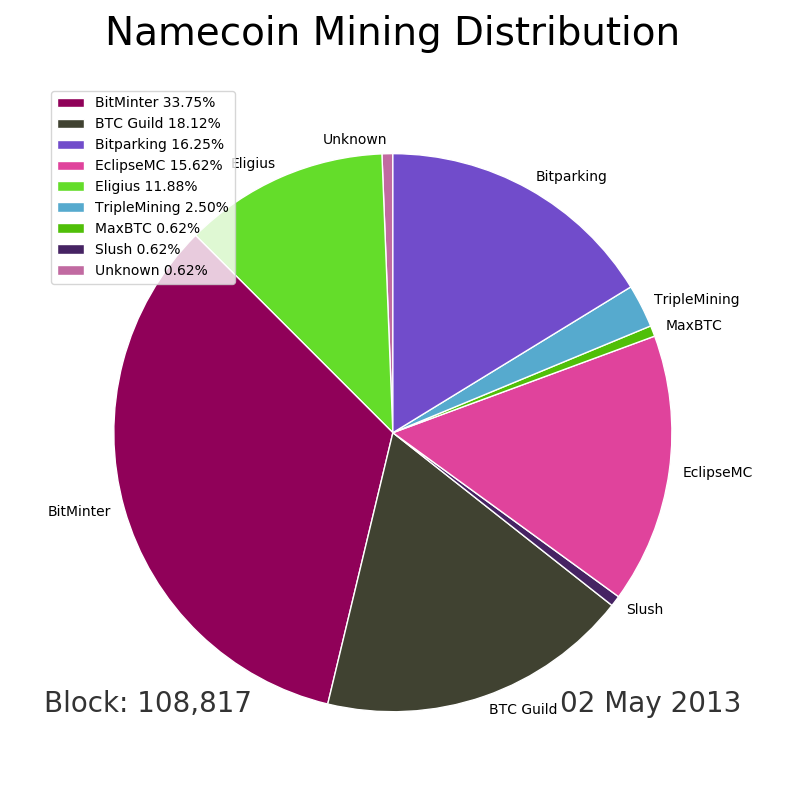 Namecoin Mining Distribution
BitMinter 33.75%
BTC Guild 18.12%
Bitparking 16.25%
EclipseMC 15.62%
Eligius 11.88%
TripleMining 2.50%
MaxBTC 0.62%
Slush 0.62%
Unknown 0.62%
Unknown
Eligius
Bitparking
TripleMining
MaxBTC
EclipseMC
BitMinter
Slush
BTC Guild
Block: 108,817
02 May 2013